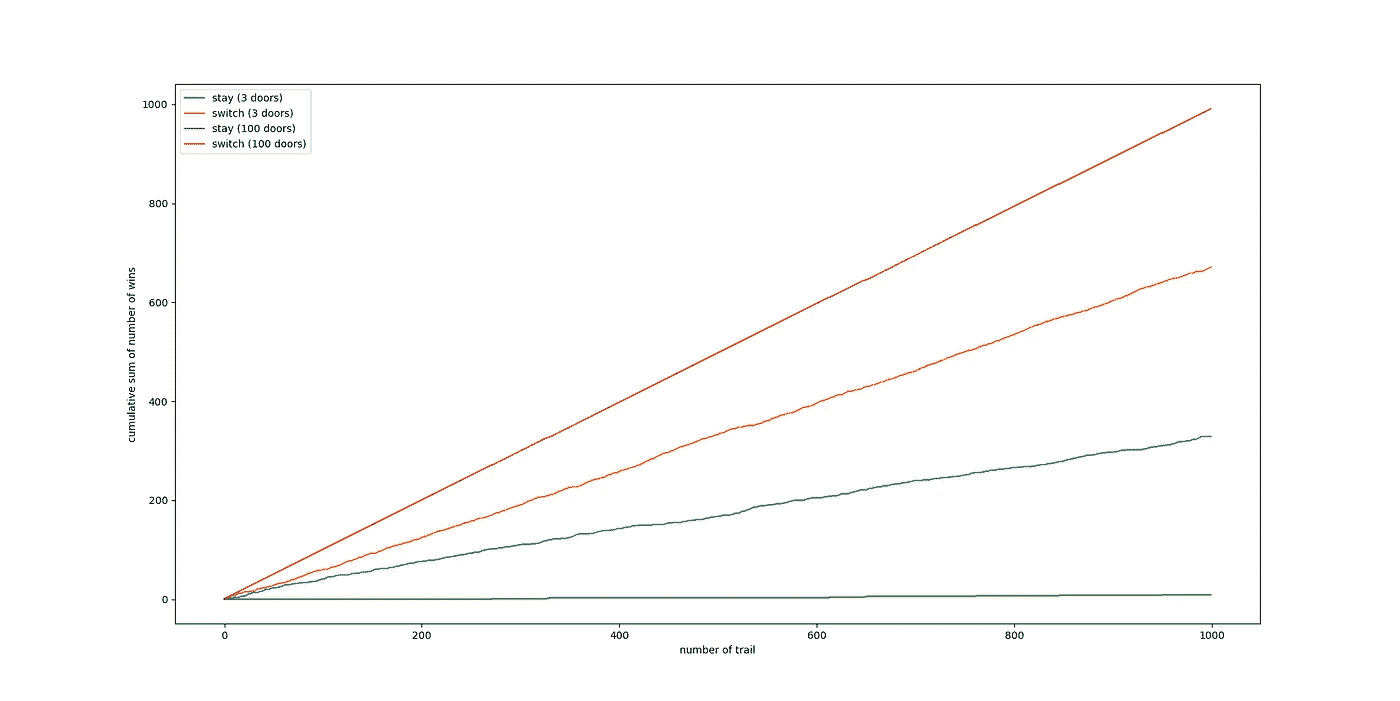 stay (3 doors)
switch (3 doors)
stay (100 doors)
switch (100 doors)
1000
800
600
400
200
0
cumulative sum of number of wins
0 200 400 600 800 1000
number of trail